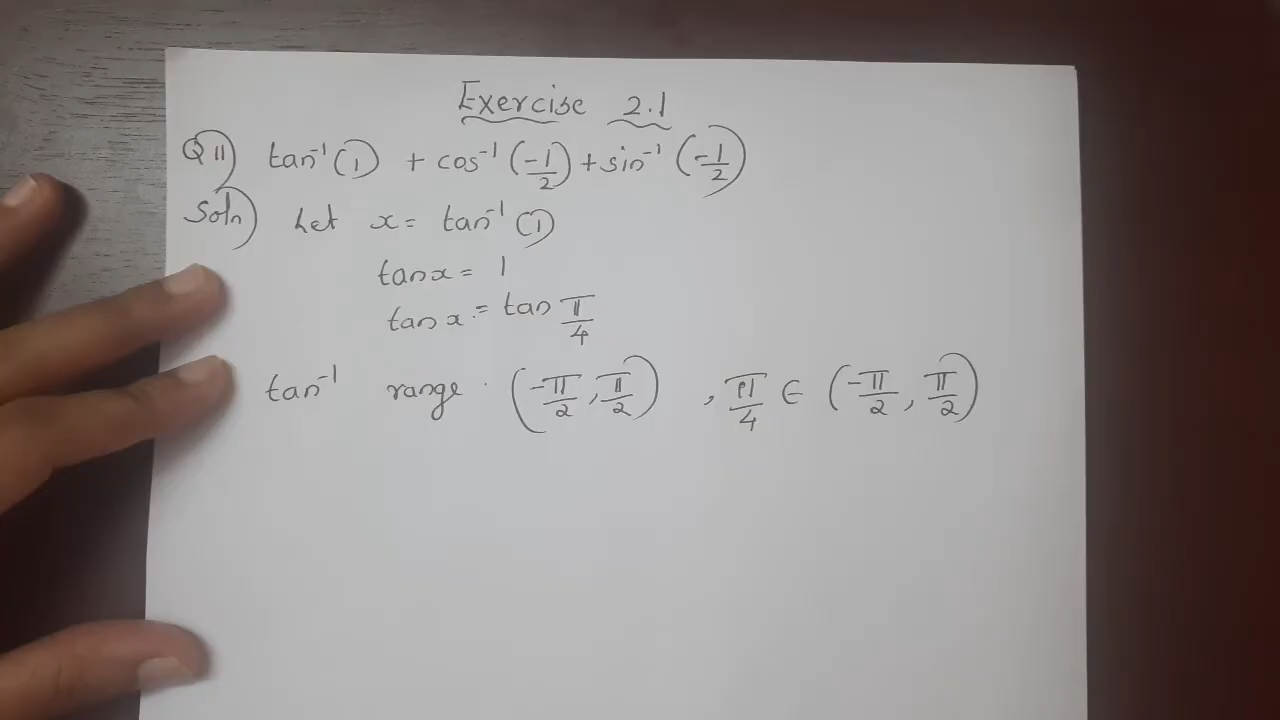 Exercise 2.1
Q 11) tan⁻¹(1) + cos⁻¹(-1/2) + sin⁻¹(-1/2)
Soln) Let x = tan⁻¹(1)
tan x = 1
tan x = tan π/4
tan⁻¹ range (-π/2, π/2) , π/4 ∈ (-π/2, π/2)